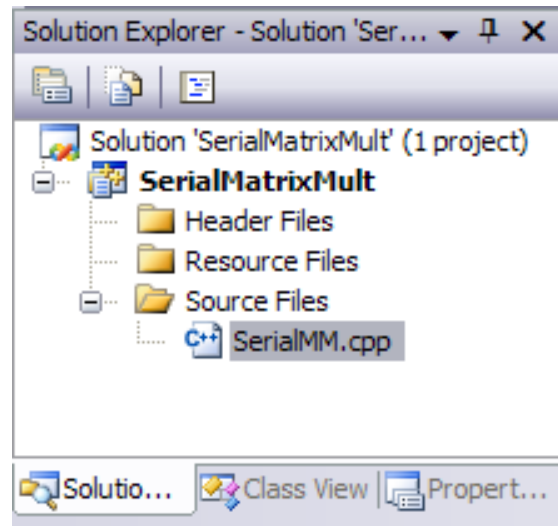 Solution Explorer - Solution 'Ser...
Solution 'SerialMatrixMult' (1 project)
SerialMatrixMult
Header Files
Resource Files
Source Files
C++ SerialMM.cpp
Solutio... Class View Propert...